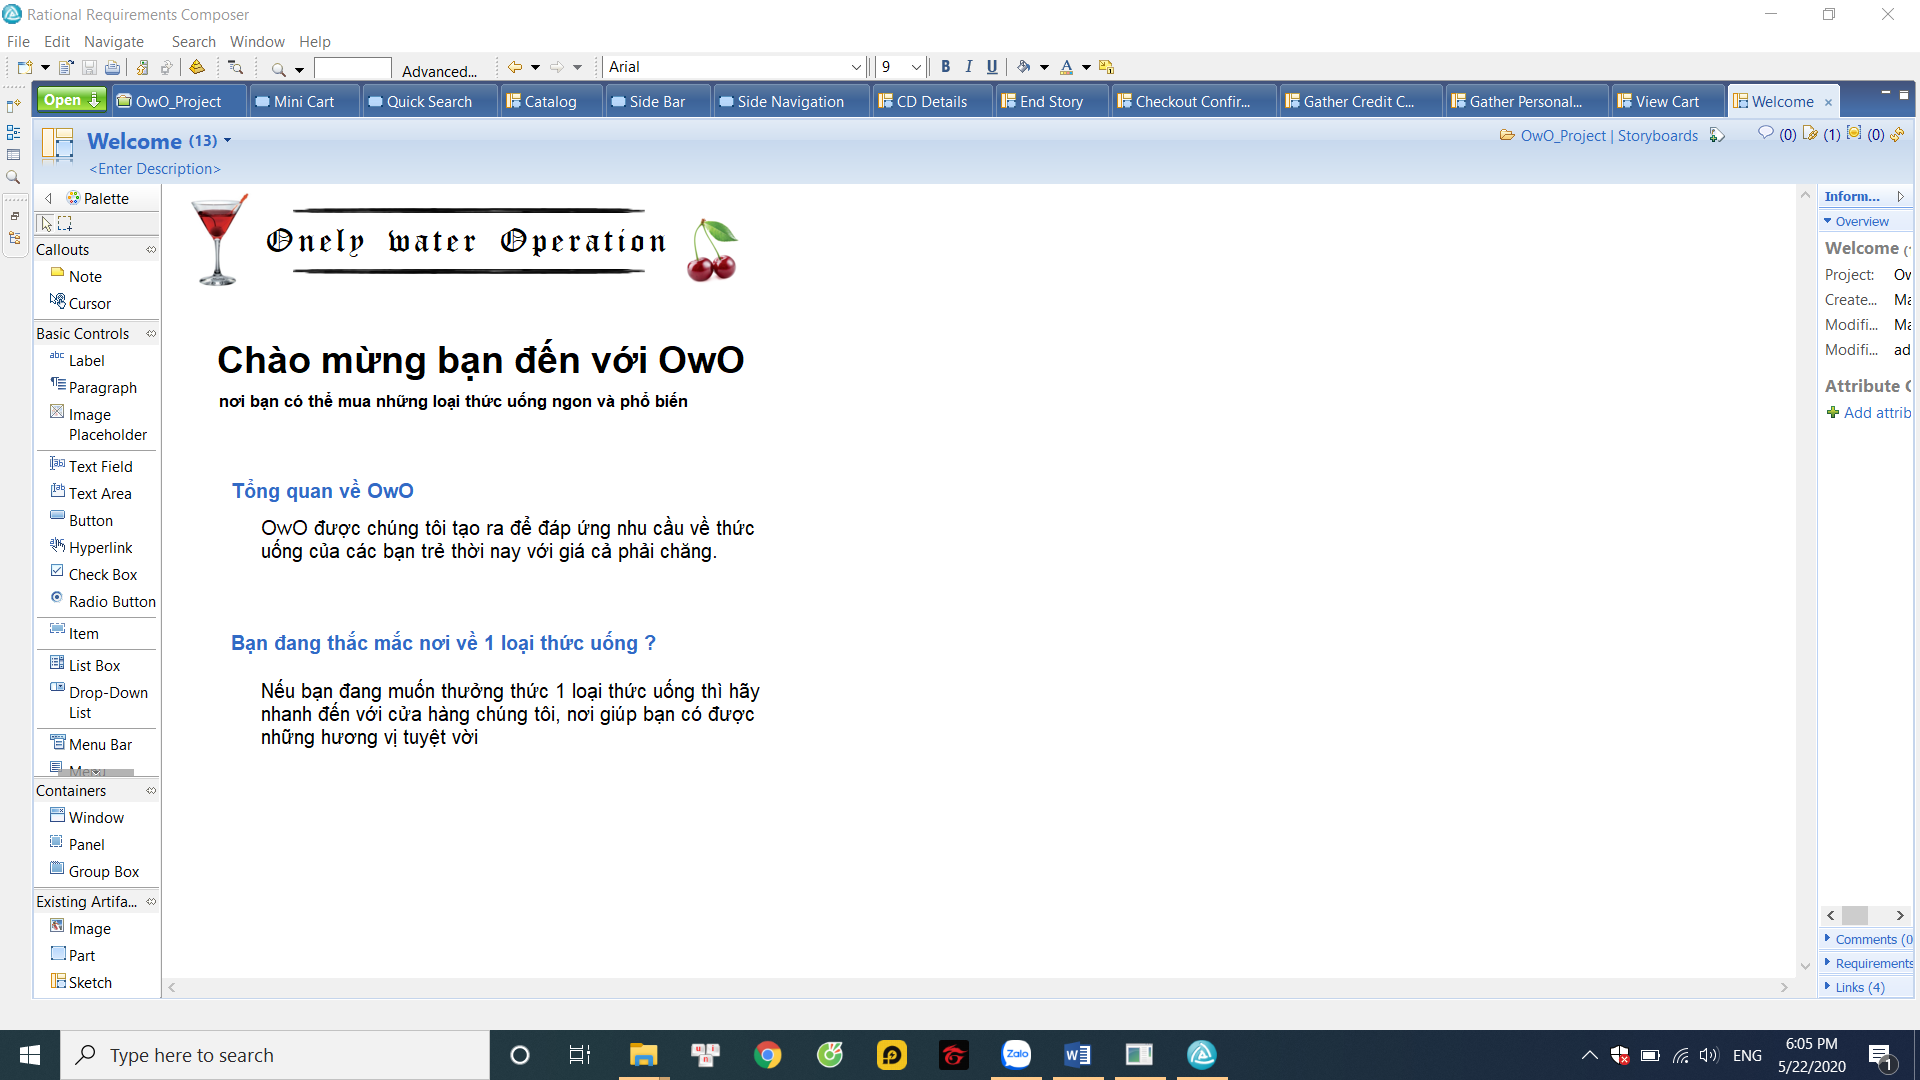 Rational Requirements Composer
File Edit Navigate Search Window Help
Advanced... Arial 9 B I U A
Open OwO_Project Mini Cart Quick Search Catalog Side Bar Side Navigation CD Details End Story Checkout Confir... Gather Credit C... Gather Personal... View Cart Welcome
Welcome (13)
OwO_Project | Storyboards (0) (1) (0)
<Enter Description>
Palette
Callouts
Note
Cursor
Basic Controls
abc Label
Paragraph
Image
Placeholder
Text Field
Text Area
Button
Hyperlink
Check Box
Radio Button
Item
List Box
Drop-Down
List
Menu Bar
Menu
Containers
Window
Panel
Group Box
Existing Artifa...
Image
Part
Sketch
Onely water Operation
Chào mừng bạn đến với OwO
nơi bạn có thể mua những loại thức uống ngon và phổ biến
Tổng quan về OwO
OwO được chúng tôi tạo ra để đáp ứng nhu cầu về thức
uống của các bạn trẻ thời nay với giá cả phải chăng.
Bạn đang thắc mắc nơi về 1 loại thức uống ?
Nếu bạn đang muốn thưởng thức 1 loại thức uống thì hãy
nhanh đến với cửa hàng chúng tôi, nơi giúp bạn có được
những hương vị tuyệt vời
Inform...
Overview
Welcome
Project: Ow
Create... Ma
Modifi... Ma
Modifi... ad
Attribute
Add attrib
Comments (0
Requirements
Links (4)
Type here to search
Zalo
ENG
6:05 PM
5/22/2020
1